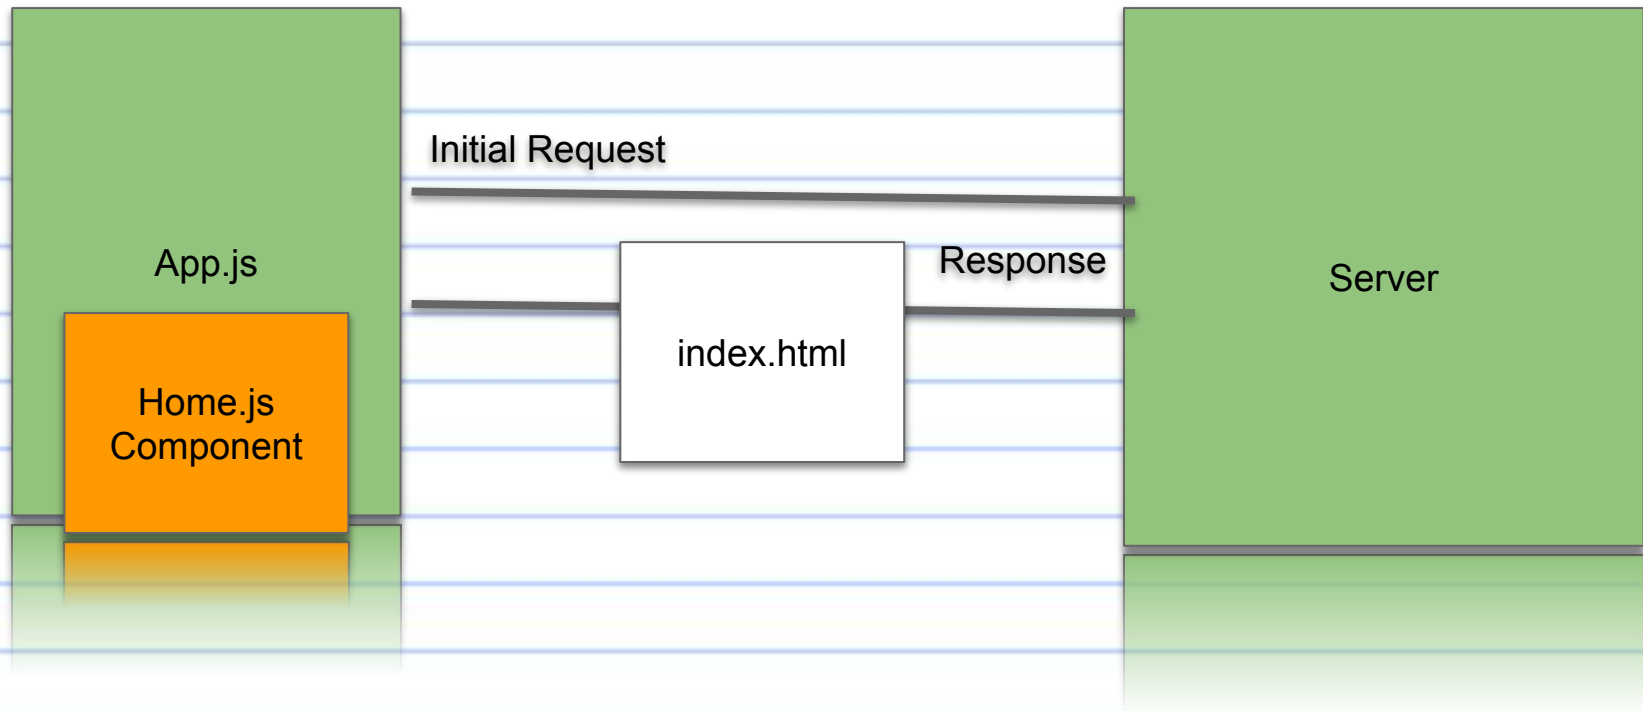 Initial Request
App.js
Response
Server
index.html
Home.js
Component